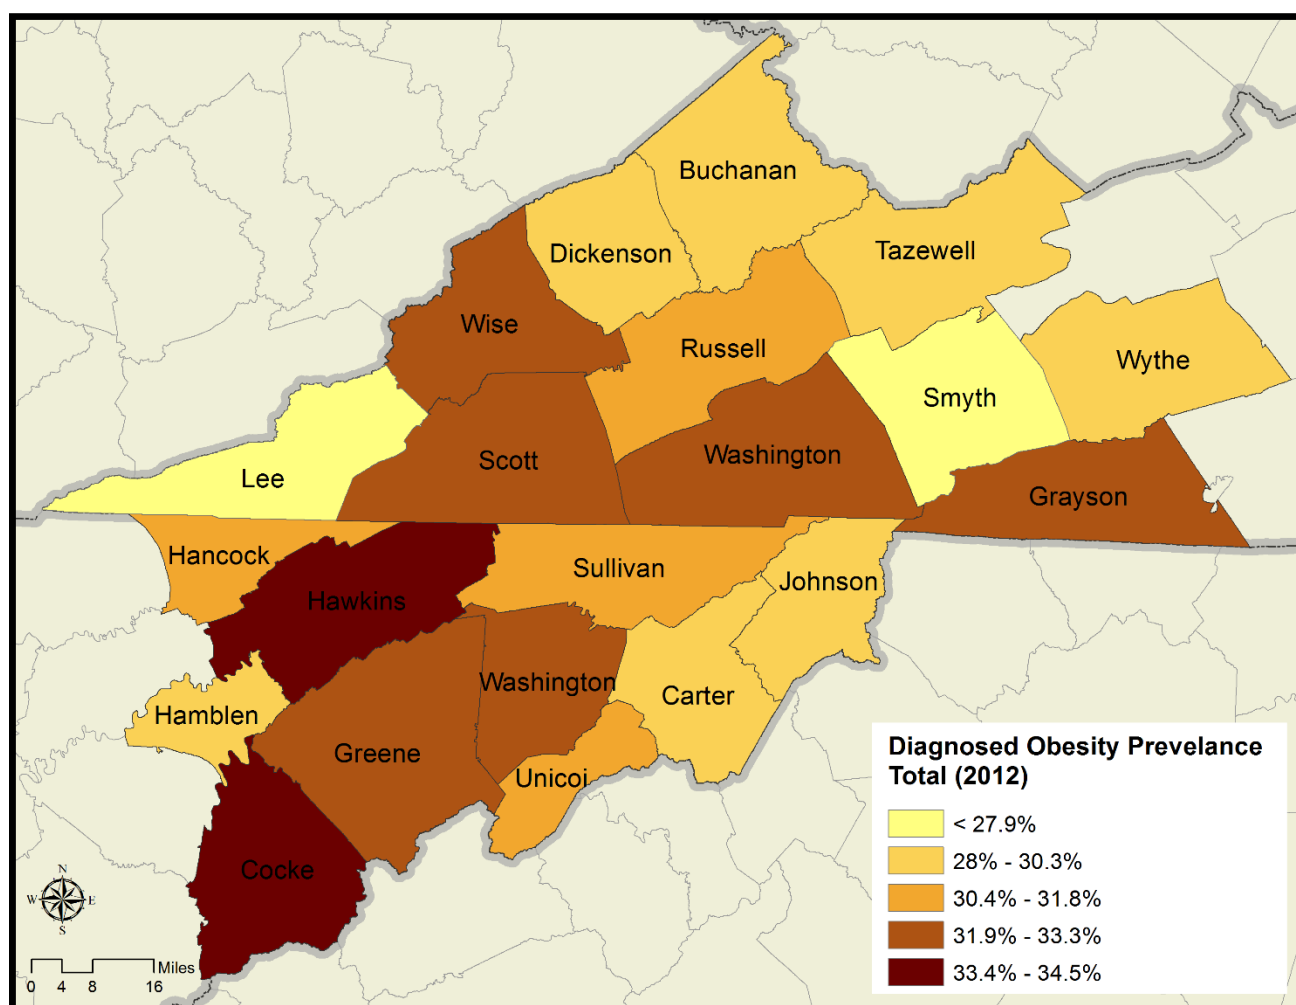 Buchanan
Dickenson
Tazewell
Wise
Russell
Wythe
Smyth
Scott
Washington
Lee
Grayson
Hancock
Sullivan
Johnson
Hawkins
Washington
Carter
Hamblen
Greene
Unicoi
Cocke
Diagnosed Obesity Prevelance
Total (2012)
< 27.9%
28% - 30.3%
30.4% - 31.8%
31.9% - 33.3%
33.4% - 34.5%
N
W E
S
Miles
0 4 8 16